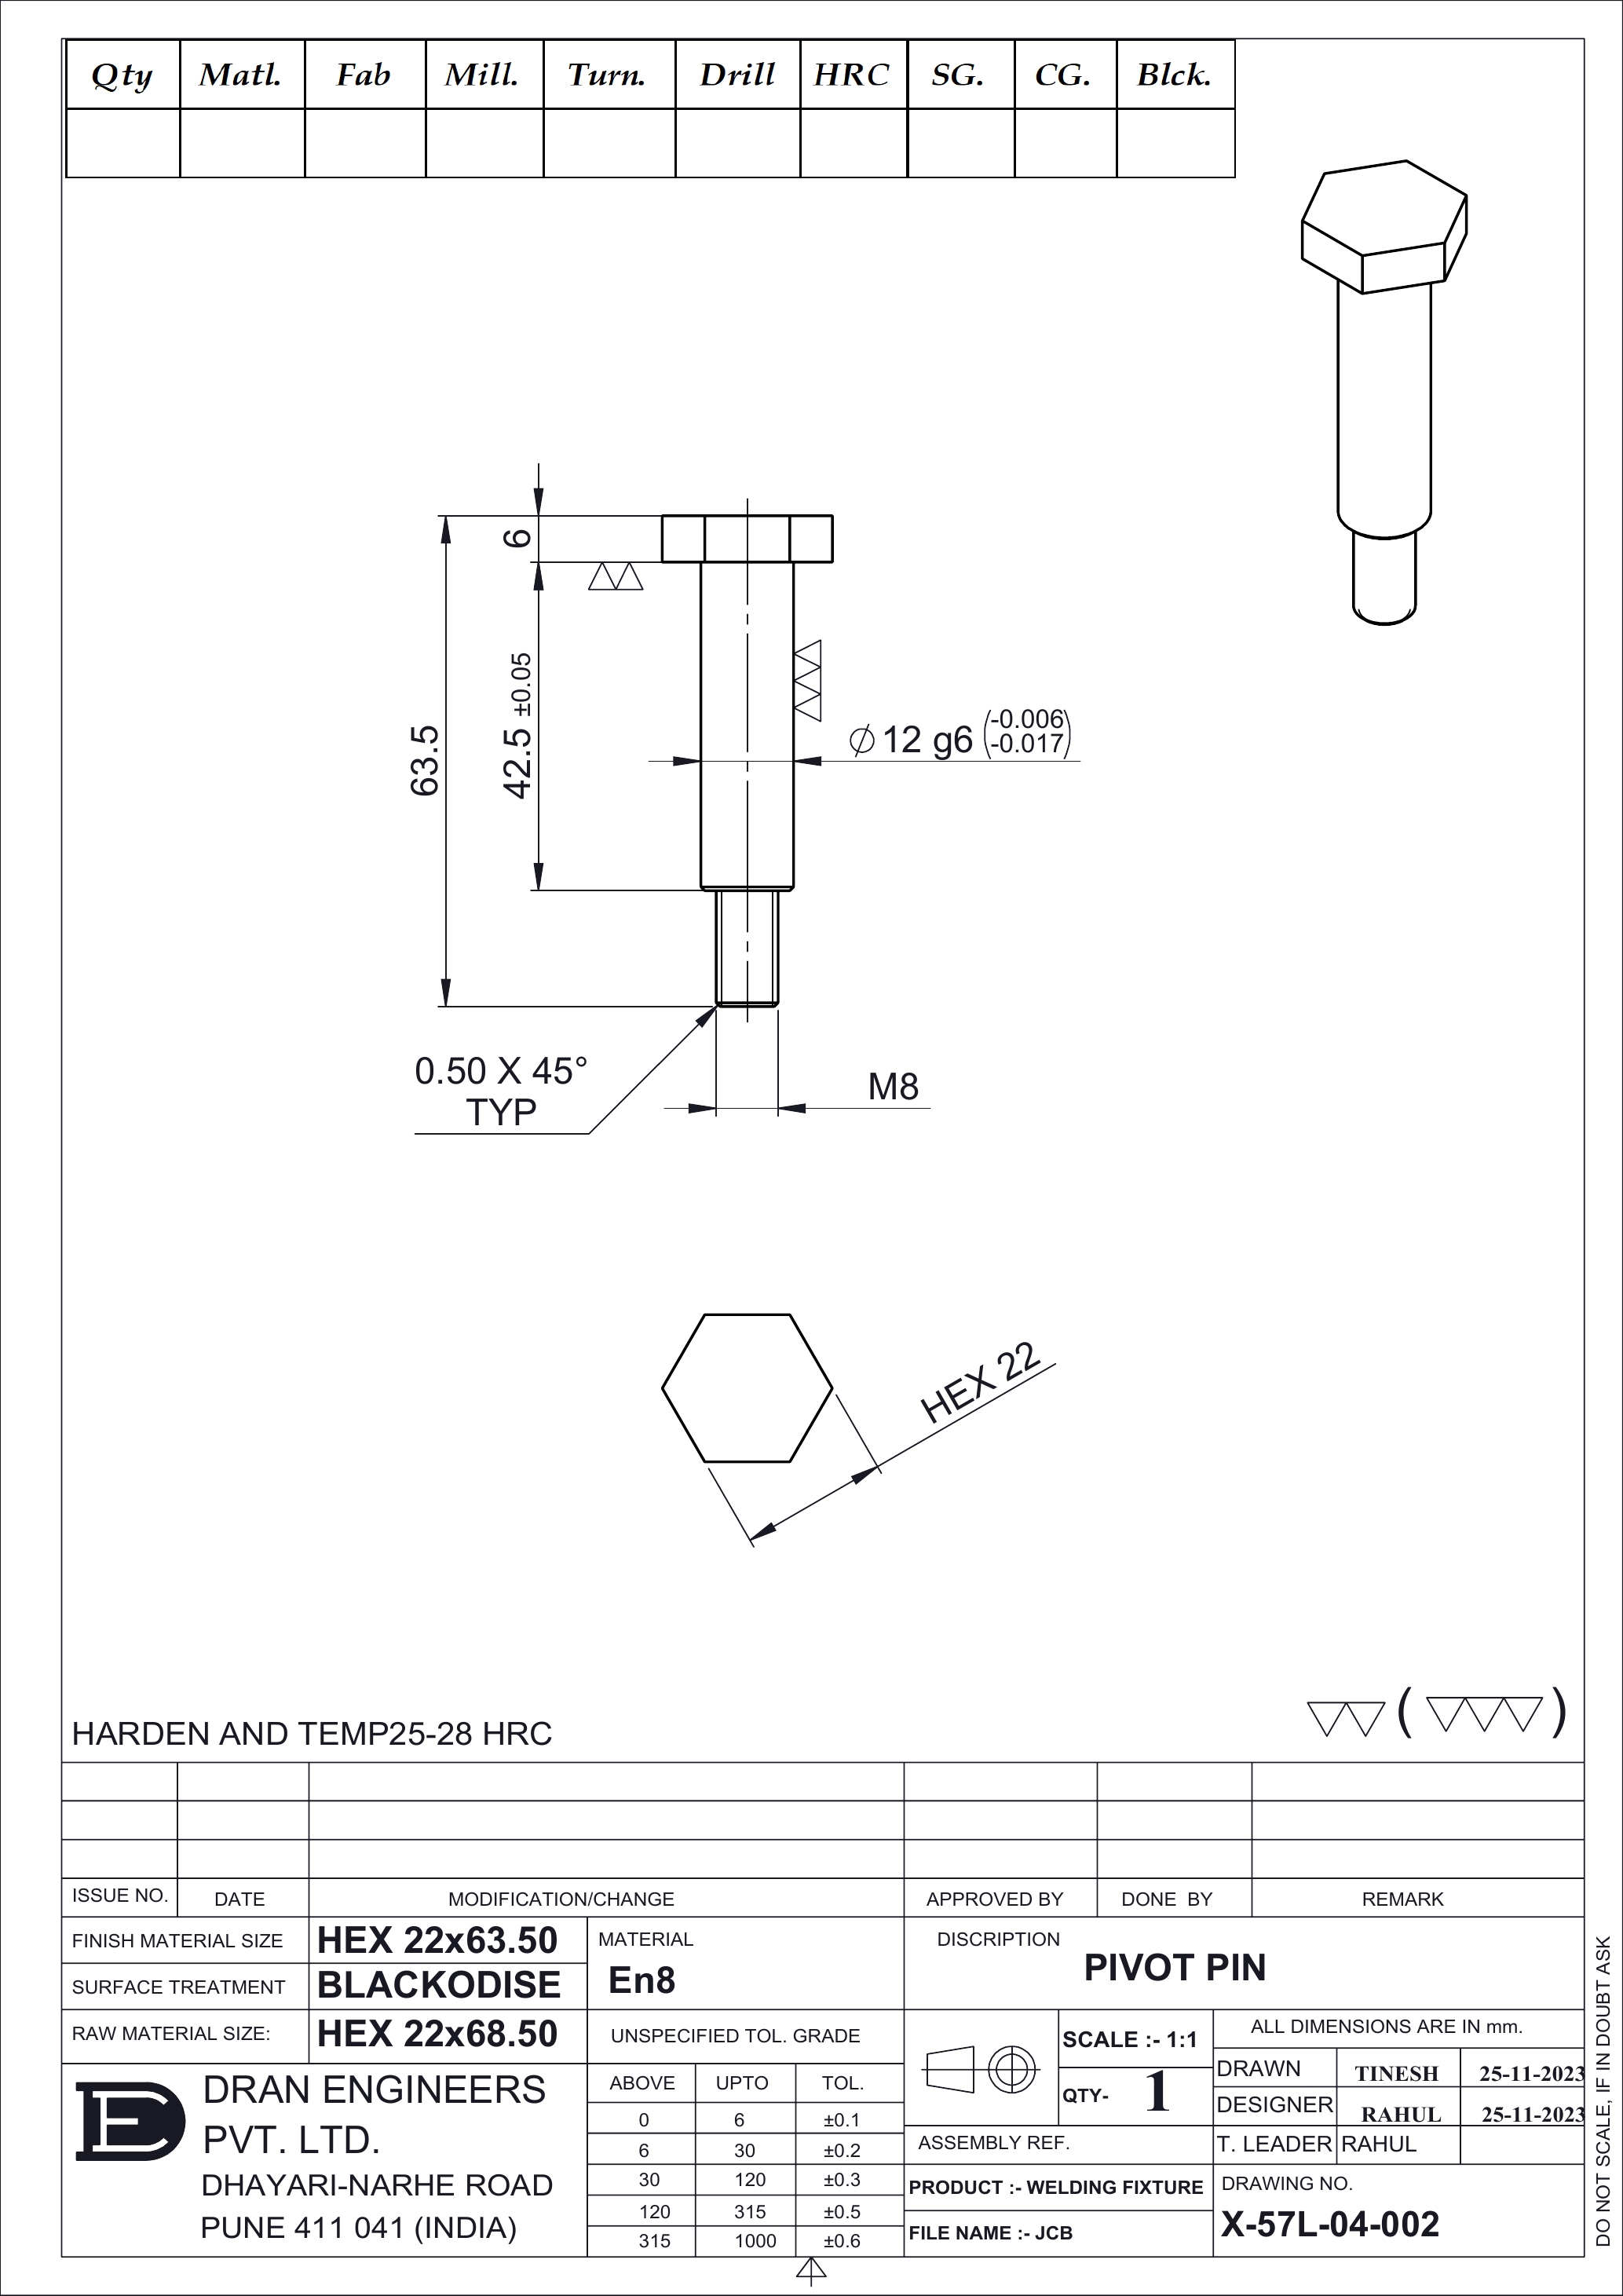 Qty Matl. Fab Mill. Turn. Drill HRC SG. CG. Blck.
6
42.5 ±0.05
63.5
⌀12 g6 (-0.006
-0.017)
0.50 X 45°
TYP
M8
HEX 22
HARDEN AND TEMP25-28 HRC
( )
ISSUE NO. DATE MODIFICATION/CHANGE APPROVED BY DONE BY REMARK
FINISH MATERIAL SIZE HEX 22x63.50
SURFACE TREATMENT BLACKODISE
RAW MATERIAL SIZE: HEX 22x68.50
MATERIAL
En8
DISCRIPTION
PIVOT PIN
UNSPECIFIED TOL. GRADE
ABOVE UPTO TOL.
0 6 ±0.1
6 30 ±0.2
30 120 ±0.3
120 315 ±0.5
315 1000 ±0.6
SCALE :- 1:1
QTY- 1
ALL DIMENSIONS ARE IN mm.
DRAWN TINESH 25-11-2023
DESIGNER RAHUL 25-11-2023
T. LEADER RAHUL
ASSEMBLY REF.
PRODUCT :- WELDING FIXTURE
FILE NAME :- JCB
DRAWING NO.
X-57L-04-002
DE
DRAN ENGINEERS
PVT. LTD.
DHAYARI-NARHE ROAD
PUNE 411 041 (INDIA)
DO NOT SCALE, IF IN DOUBT ASK